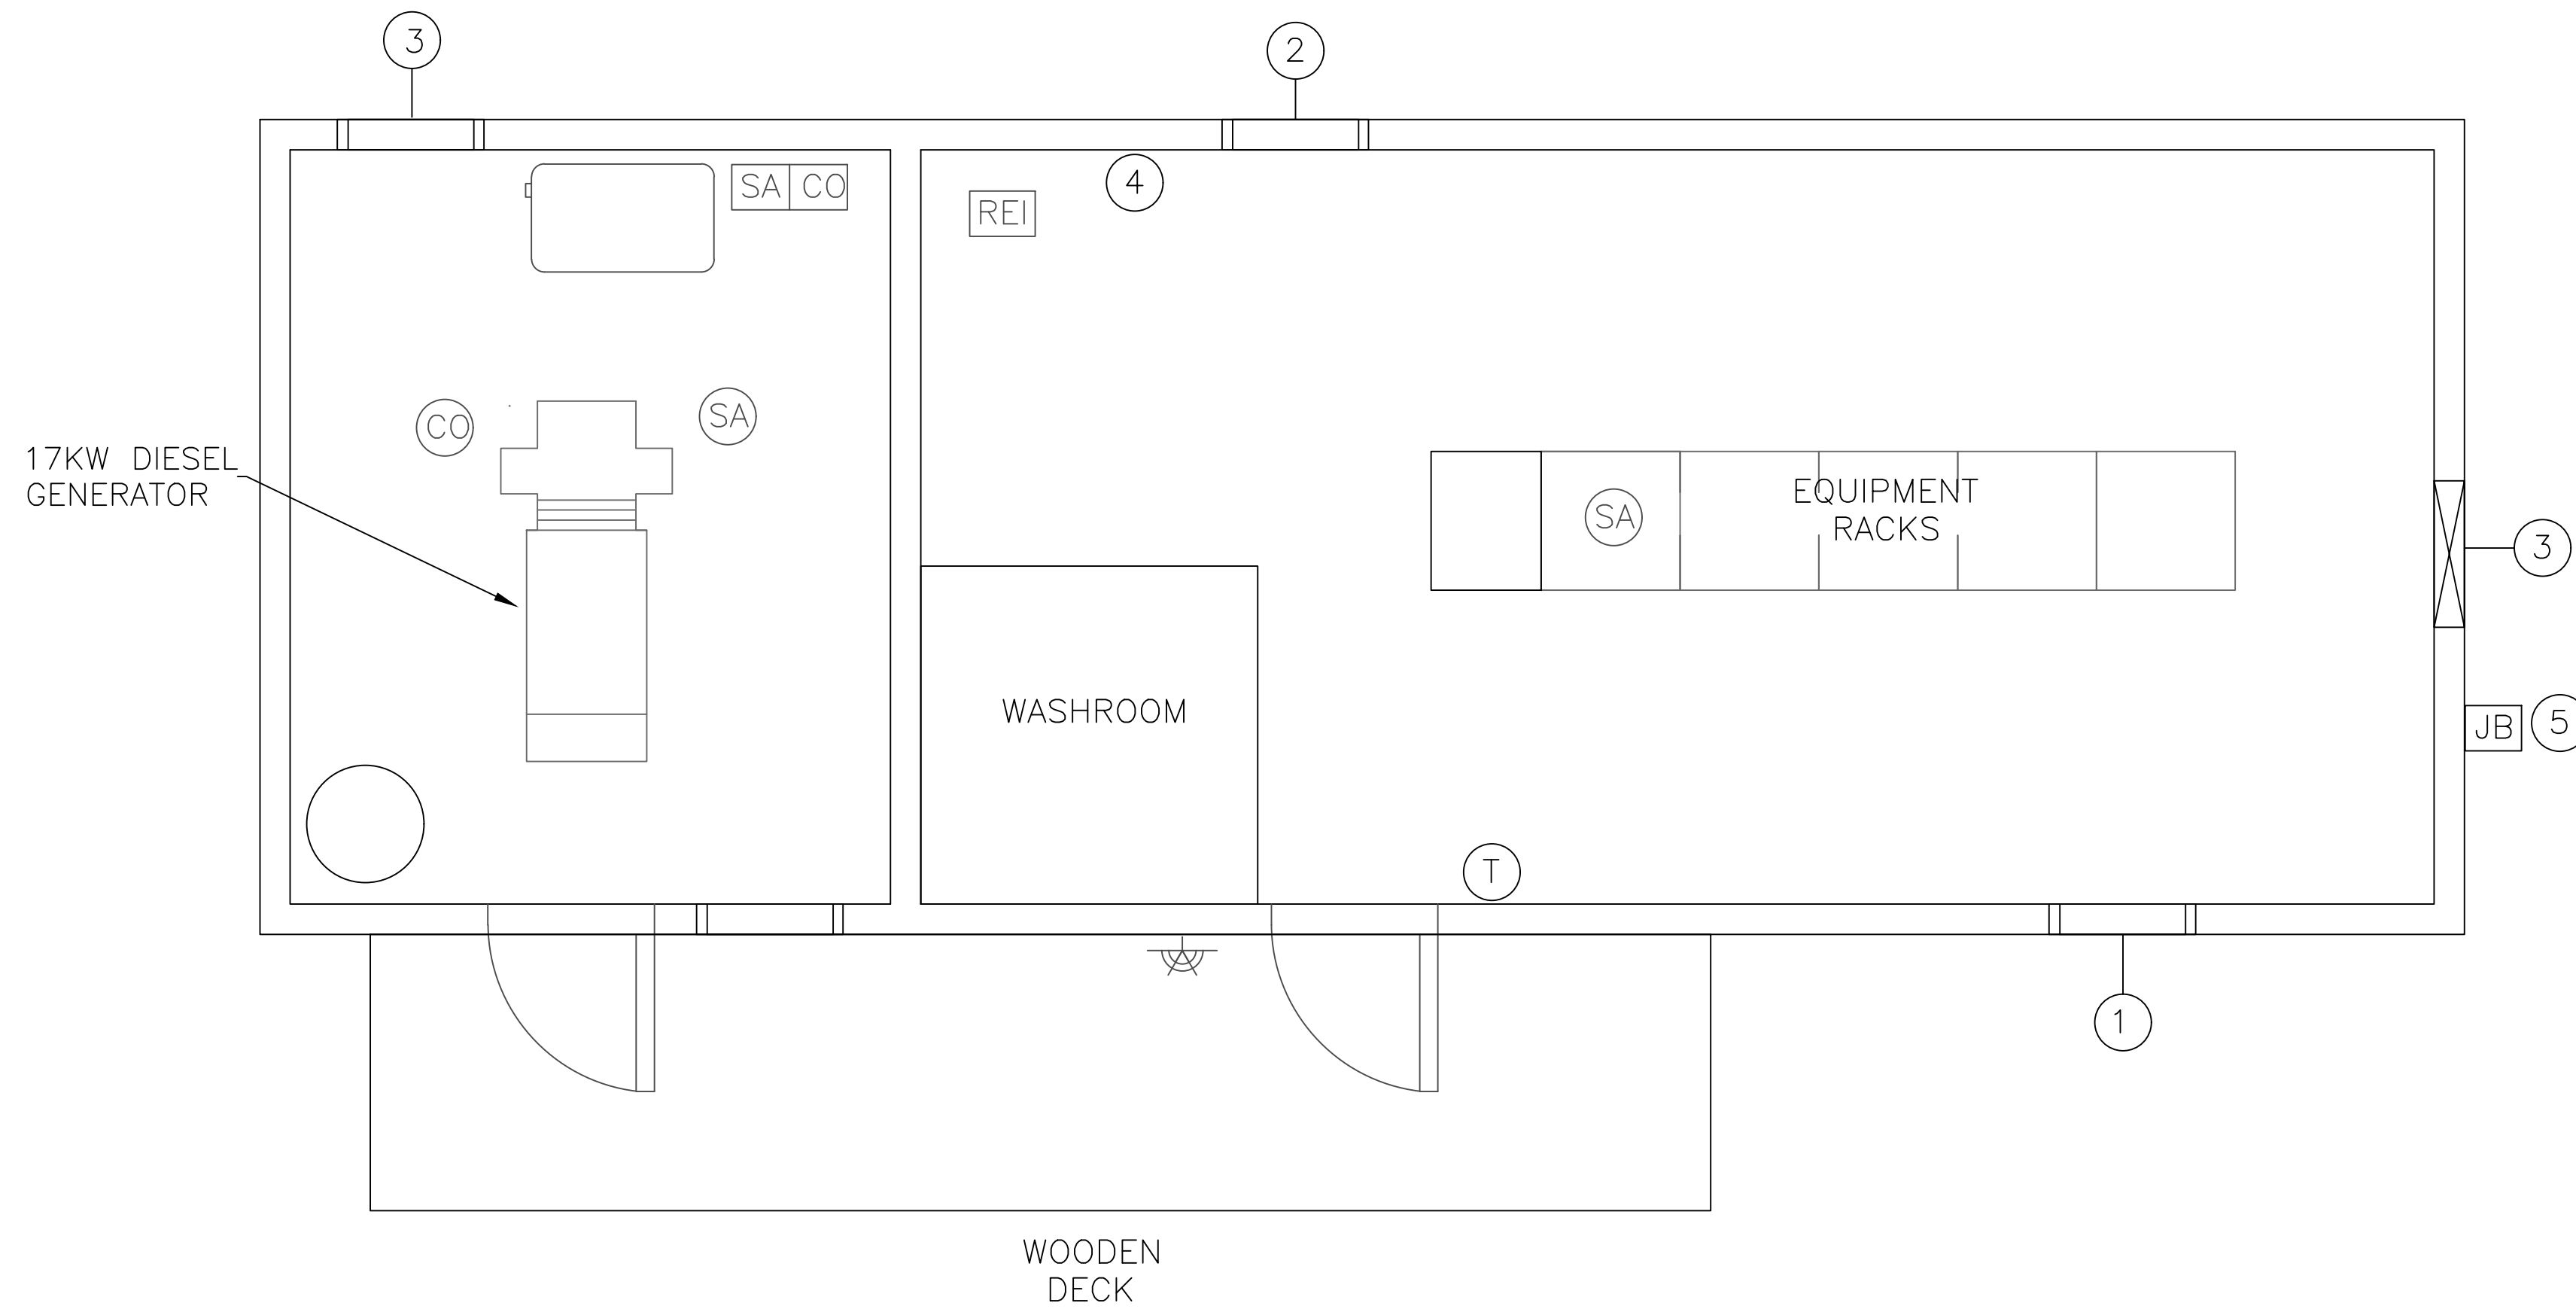 3
2
SA CO
4
REI
CO
SA
17KW DIESEL
GENERATOR
EQUIPMENT
RACKS
SA
3
WASHROOM
JB
5
T
1
WOODEN
DECK